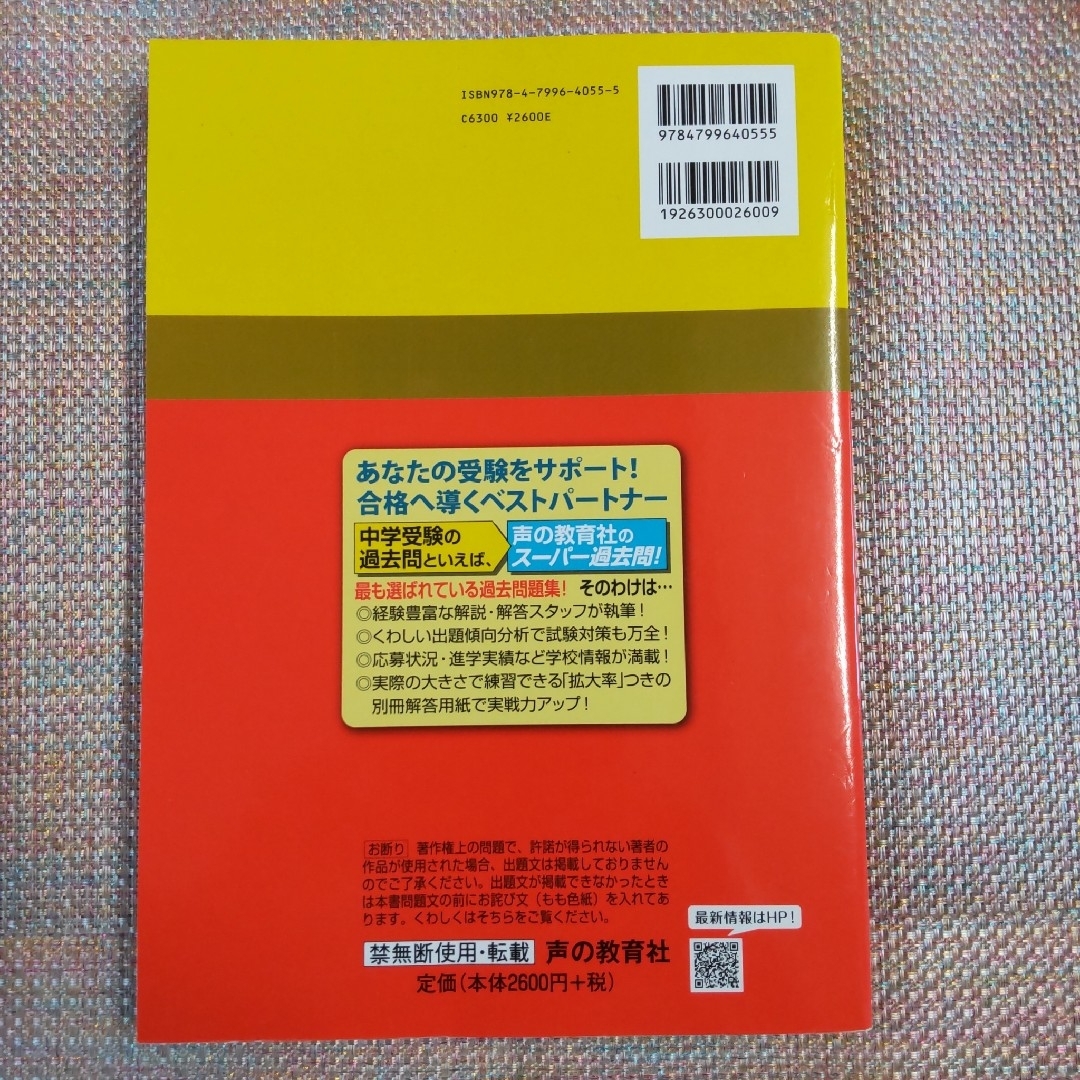 ISBN978-4-7996-4055-5
C6300 ¥2600E
9784799640555
1926300026009
あなたの受験をサポート!
合格へ導くベストパートナー
中学受験の
過去問といえば、
声の教育社の
スーパー過去問!
最も選ばれている過去問題集! そのわけは…
◎経験豊富な解説・解答スタッフが執筆!
◎くわしい出題傾向分析で試験対策も万全!
◎応募状況・進学実績など学校情報が満載!
◎実際の大きさで練習できる「拡大率」つきの
別冊解答用紙で実戦力アップ!
お断り 著作権上の問題で、許諾が得られない著者の
作品が使用された場合、出題文は掲載しておりません
のでご了承ください。出題文が掲載できなかったときは
は本書問題文の前にお詫び文(もも色紙)を入れてあ
ります。くわしくはそちらをご覧ください。
最新情報はHP!
禁無断使用・転載 声の教育社
定価(本体2600円+税)